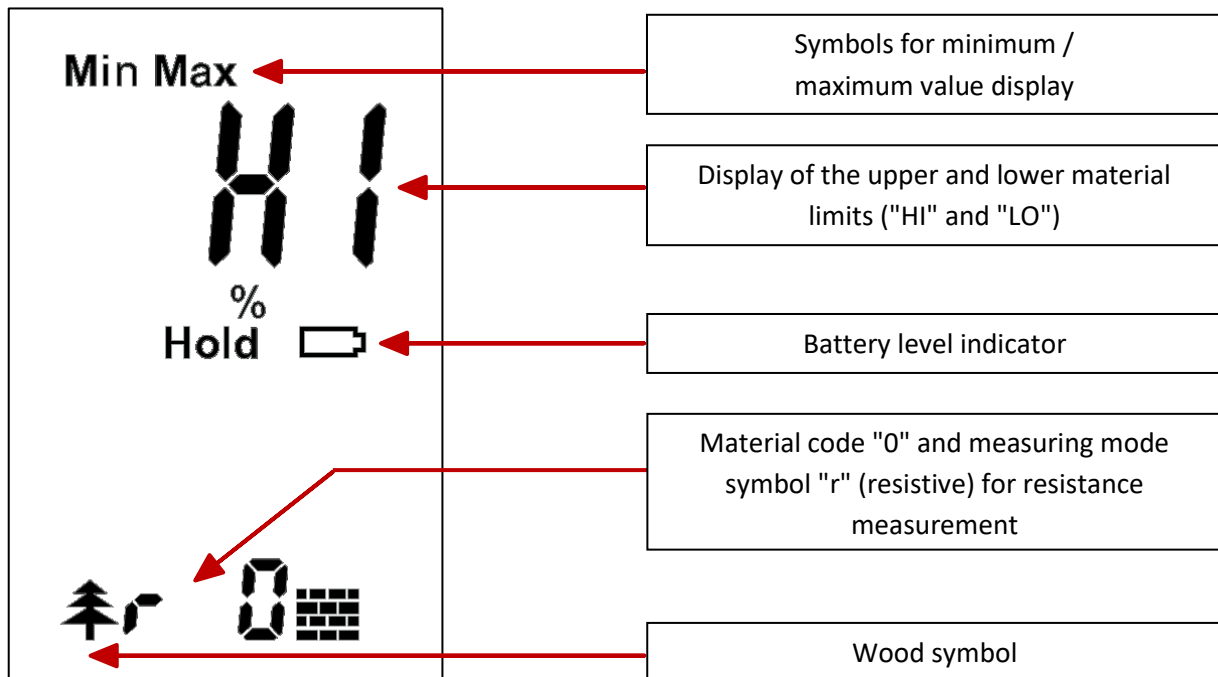 Min Max
Symbols for minimum /
maximum value display
HI
Display of the upper and lower material
limits ("HI" and "LO")
%
Hold
Battery level indicator
Material code "0" and measuring mode
symbol "r" (resistive) for resistance
measurement
r 0
Wood symbol